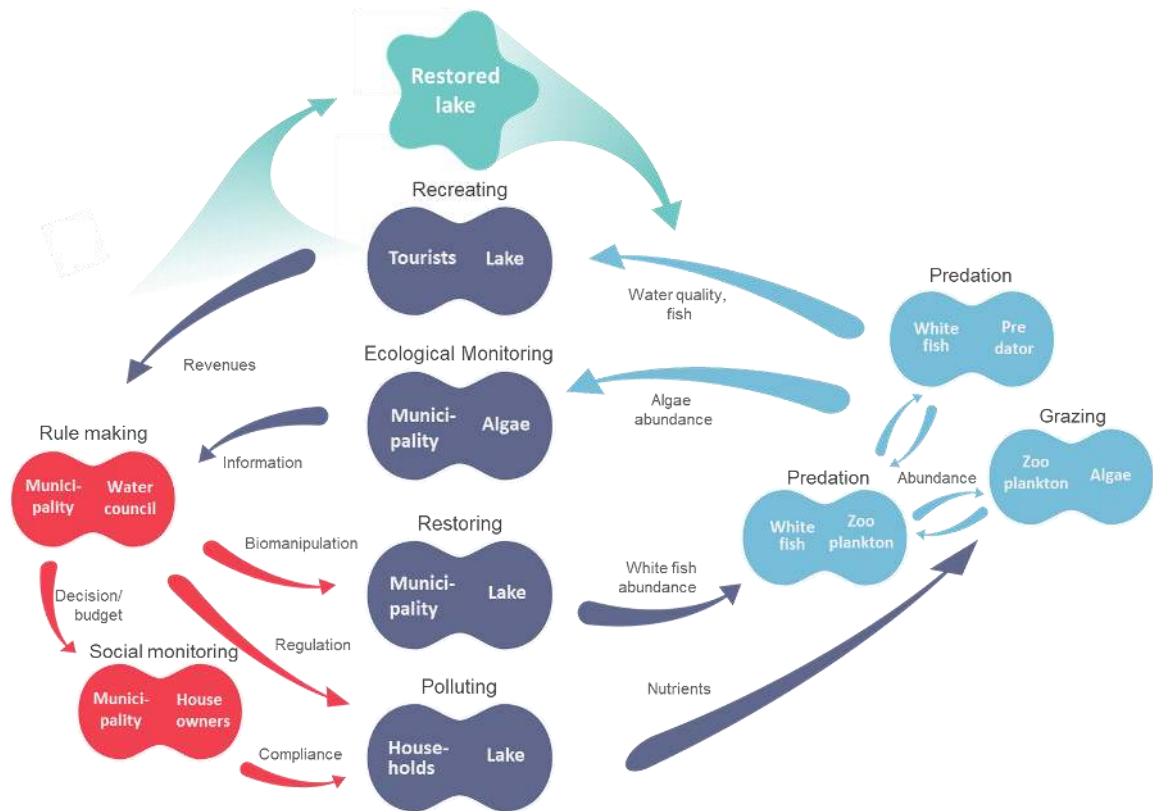 Restored
lake
Recreating
Tourists Lake
Water quality,
fish
Predation
White
fish
Pre
dator
Revenues
Ecological Monitoring
Munici-
pality
Algae
Algae
abundance
Grazing
Zoo
plankton
Algae
Rule making
Munici-
pality
Water
council
Information
Abundance
Predation
White
fish
Zoo
plankton
Biomanipulation
Restoring
Munici-
pality
Lake
White fish
abundance
Decision/
budget
Social monitoring
Munici-
pality
House
owners
Regulation
Polluting
House-
holds
Lake
Nutrients
Compliance